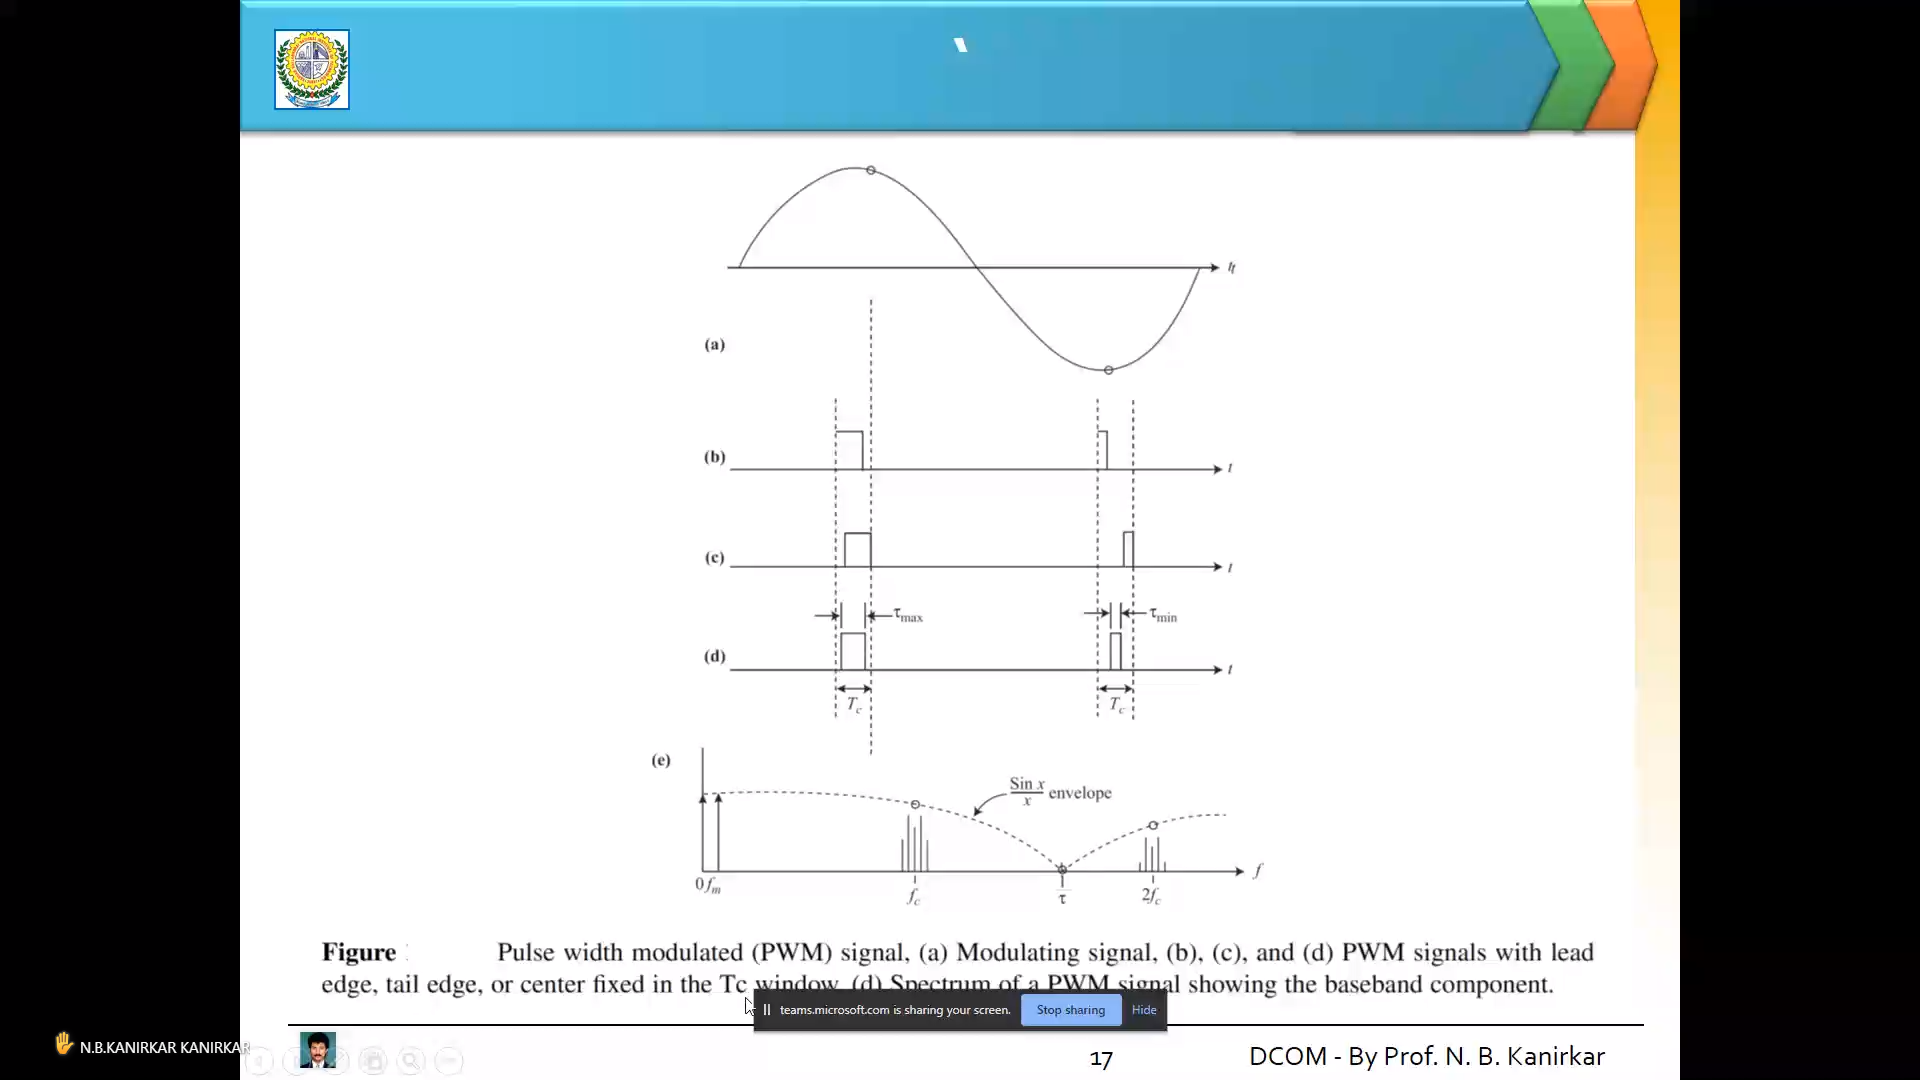 t
(a)
(b)
t
(c)
t
τmax
τmin
(d)
t
Tc
Tc
(e)
Sin x
x
envelope
0 fm
fc
1
τ
2fc
f
Figure Pulse width modulated (PWM) signal, (a) Modulating signal, (b), (c), and (d) PWM signals with lead
edge, tail edge, or center fixed in the Tc window, (d) Spectrum of a PWM signal showing the baseband component.
teams.microsoft.com is sharing your screen.
Stop sharing
Hide
N.B.KANIRKAR KANIRKAR
17
DCOM - By Prof. N. B. Kanirkar